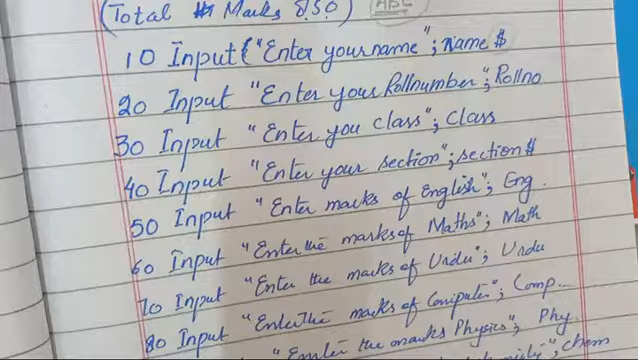 (Total Marks 850)
10 Input "Enter your name"; Name $
20 Input "Enter your Rollnumber"; Rollno
30 Input "Enter you class"; Class
40 Input "Enter your section"; section$
50 Input "Enter marks of English"; Eng.
60 Input "Enter the marks of Maths"; Math
70 Input "Enter the marks of Urdu"; Urdu
80 Input "Enter the marks of Computer"; Comp..
"Enter the marks Physics"; Phy
"; chem